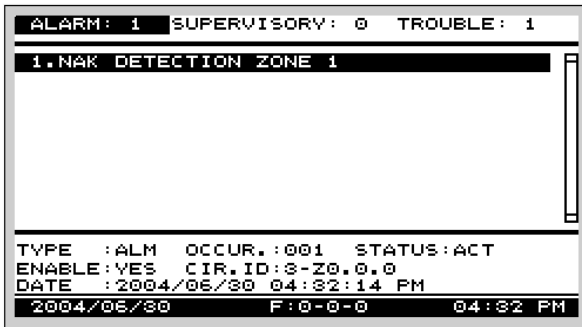 ALARM: 1 SUPERVISORY: 0 TROUBLE: 1
1.NAK DETECTION ZONE 1
TYPE :ALM OCCUR.:001 STATUS:ACT
ENABLE:YES CIR.ID:3-Z0.0.0
DATE :2004/06/30 04:32:14 PM
2004/06/30 F:0-0-0 04:32 PM